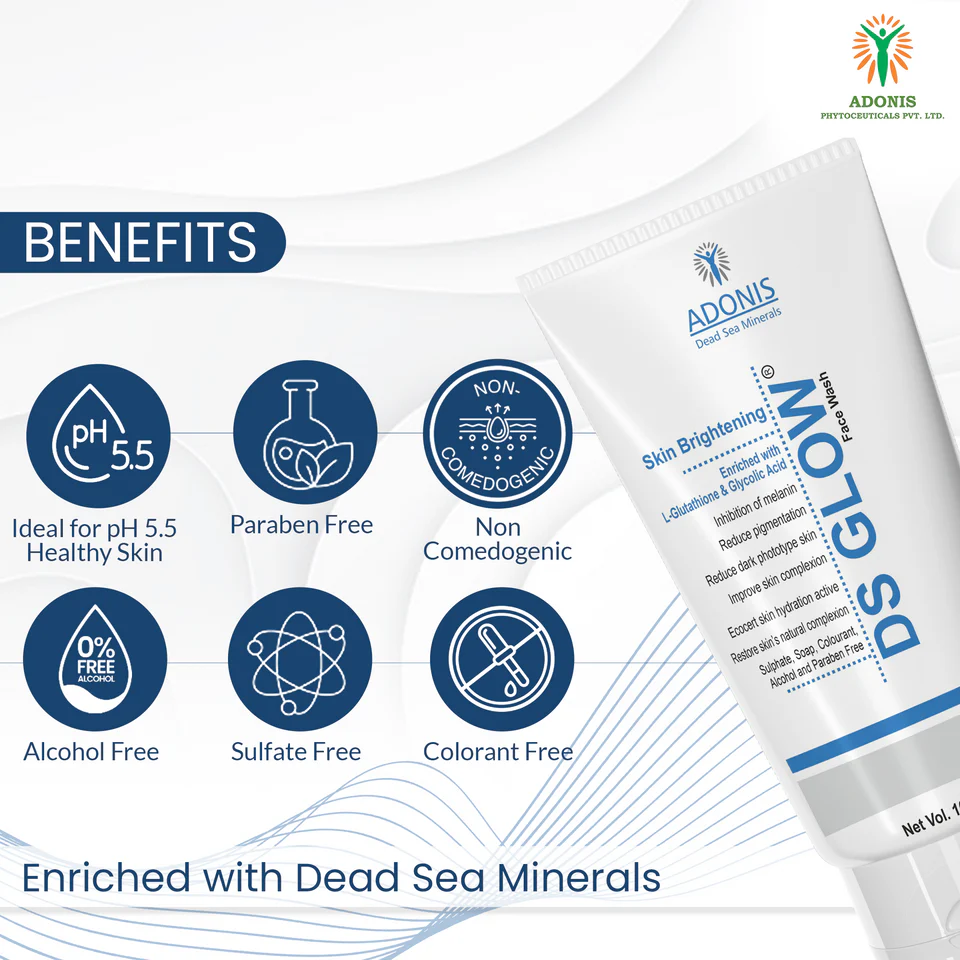 ADONIS
PHYTOCEUTICALS PVT. LTD.
BENEFITS
pH 5.5
Ideal for pH 5.5
Healthy Skin
Paraben Free
NON-
COMEDOGENIC
Non
Comedogenic
0%
FREE
ALCOHOL
Alcohol Free
Sulfate Free
Colorant Free
Enriched with Dead Sea Minerals
ADONIS
Dead Sea Minerals
Skin Brightening
Enriched with
L-Glutathione & Glycolic Acid
Inhibition of melanin
Reduce pigmentation
Reduce dark phototype skin
Improve skin complexion
Ecocert skin hydration active
Restore skin's natural complexion
Sulphate, Soap, Colourant,
Alcohol and Paraben Free
DS GLOW®
Face Wash
Net Vol.